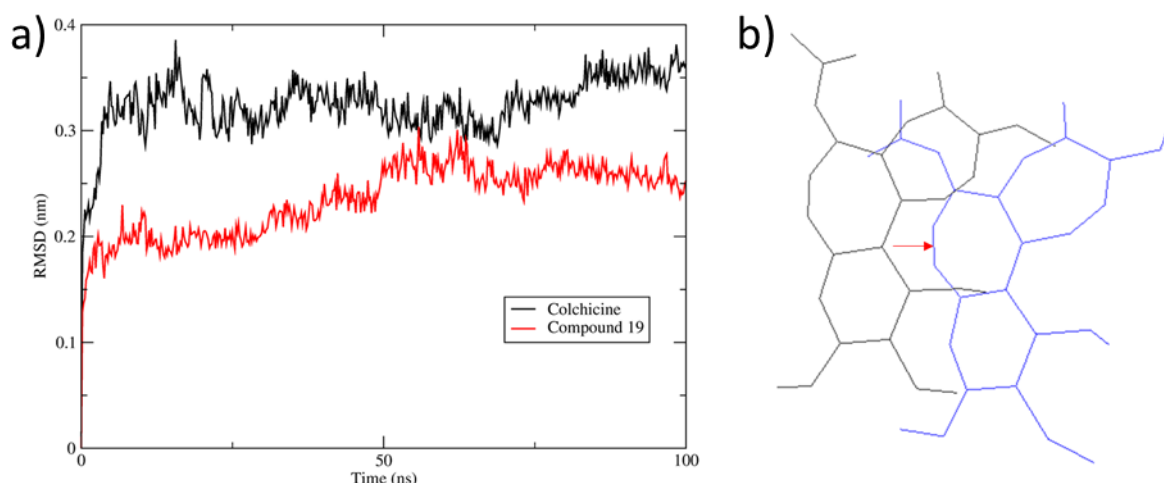 a)
b)
0.4
0.3
0.2
0.1
0
RMSD (nm)
Colchicine
Compound 19
0
50
100
Time (ns)